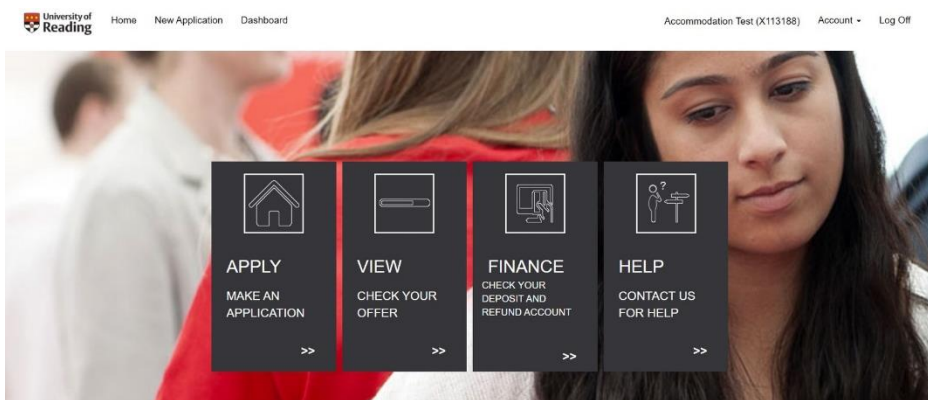 University of
Reading
Home New Application Dashboard
Accommodation Test (X113188) Account Log Off
?
APPLY
MAKE AN
APPLICATION
>>
VIEW
CHECK YOUR
OFFER
>>
FINANCE
CHECK YOUR
DEPOSIT AND
REFUND ACCOUNT
>>
HELP
CONTACT US
FOR HELP
>>